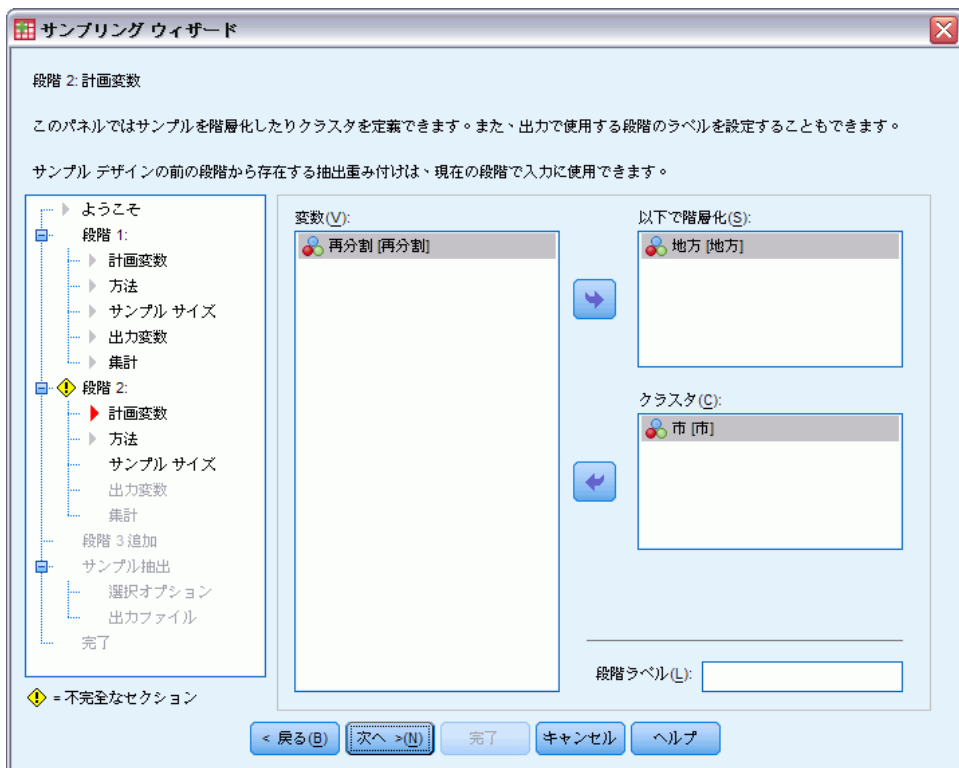 サンプリング ウィザード
段階 2: 計画変数
このパネルではサンプルを階層化したりクラスタを定義できます。また、出力で使用する段階のラベルを設定することもできます。
サンプル デザインの前の段階から存在する抽出重み付けは、現在の段階で入力に使用できます。
ようこそ
段階 1:
計画変数
方法
サンプル サイズ
出力変数
集計
段階 2:
計画変数
方法
サンプル サイズ
出力変数
集計
段階 3 追加
サンプル抽出
選択オプション
出力ファイル
完了
= 不完全なセクション
変数(V):
再分割 [再分割]
以下で階層化(S):
地方 [地方]
クラスタ(C):
市 [市]
段階ラベル(L):
< 戻る(B)
次へ >(N)
完了
キャンセル
ヘルプ